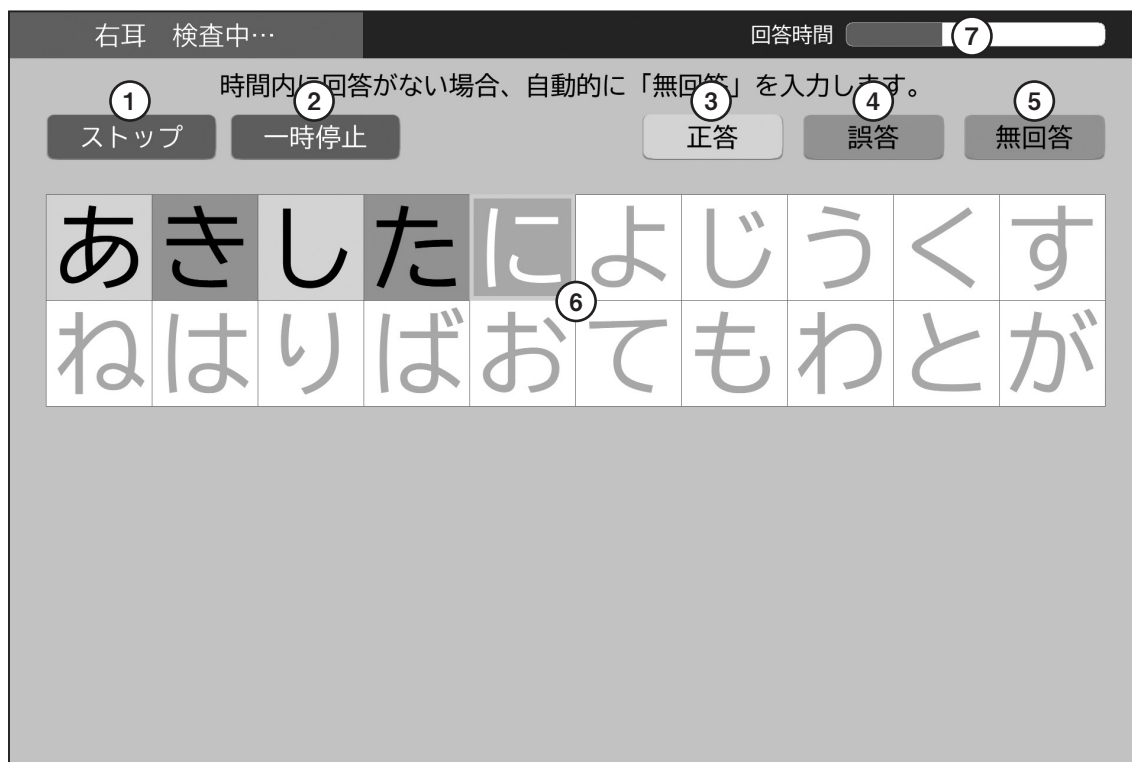 右耳 検査中… 回答時間 7
時間内に回答がない場合、自動的に「無回答」を入力します。
1 2 3 4 5
ストップ 一時停止 正答 誤答 無回答
あ き し た に よ じ う く す
6
ね は り ば お て も わ と が